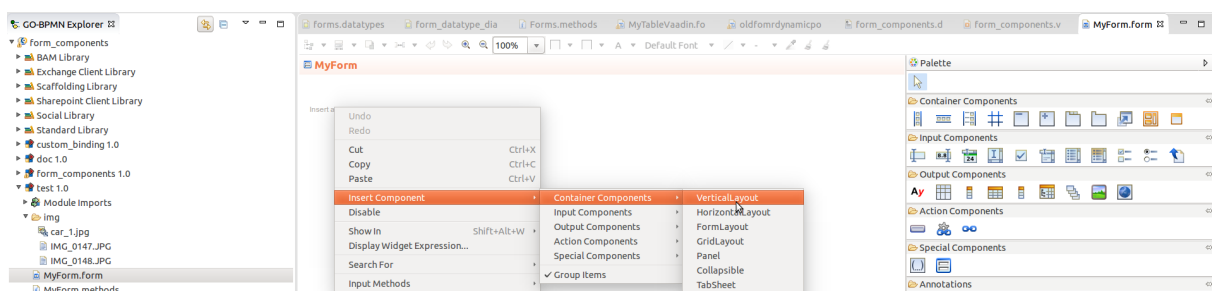 GO-BPMN Explorer
form_components
BAM Library
Exchange Client Library
Scaffolding Library
Sharepoint Client Library
Social Library
Standard Library
custom_binding 1.0
doc 1.0
form_components 1.0
test 1.0
Module Imports
img
car_1.jpg
IMG_0147.JPG
IMG_0148.JPG
MyForm.form
MyForm.methods
forms.datatypes
form_datatype_dia
Forms.methods
MyTableVaadin.fo
oldfomrdynamicpo
form_components.d
form_components.v
MyForm.form
100%
A
Default Font
MyForm
Insert a
Undo
Redo
Cut Ctrl+X
Copy Ctrl+C
Paste Ctrl+V
Insert Component
Disable
Show In Shift+Alt+W
Display Widget Expression...
Search For
Input Methods
Container Components
Input Components
Output Components
Action Components
Special Components
Group Items
VerticalLayout
HorizontalLayout
FormLayout
GridLayout
Panel
Collapsible
TabSheet
Palette
Container Components
Input Components
Output Components
Ay
Action Components
Special Components
Annotations